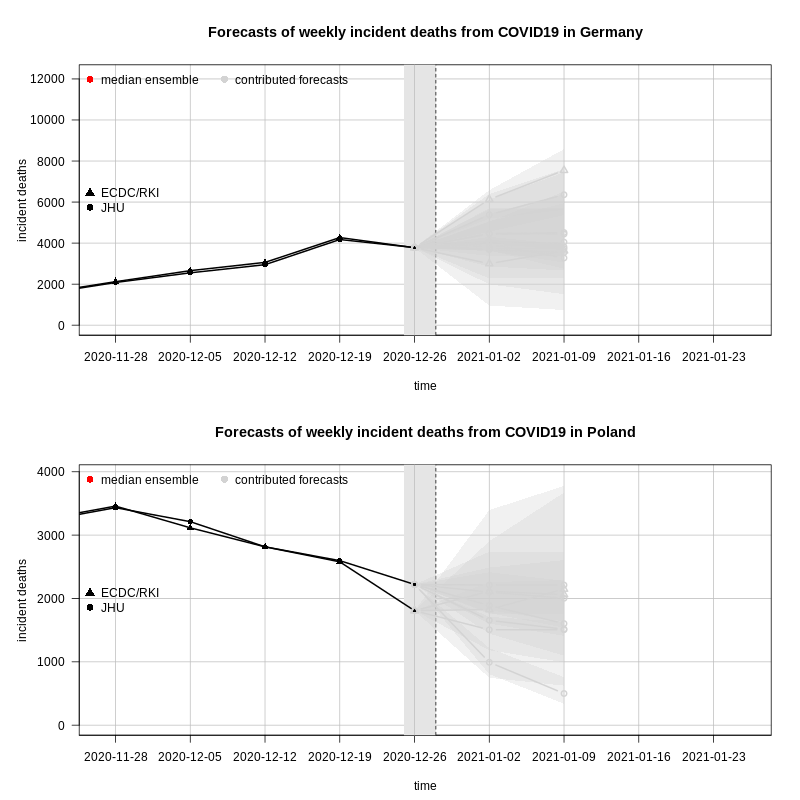 Forecasts of weekly incident deaths from COVID19 in Germany
12000
median ensemble
contributed forecasts
10000
8000
ECDC/RKI
6000
JHU
4000
2000
0
incident deaths
2020-11-28 2020-12-05 2020-12-12 2020-12-19 2020-12-26 2021-01-02 2021-01-09 2021-01-16 2021-01-23
time
Forecasts of weekly incident deaths from COVID19 in Poland
4000
median ensemble
contributed forecasts
3000
ECDC/RKI
2000
JHU
1000
0
incident deaths
2020-11-28 2020-12-05 2020-12-12 2020-12-19 2020-12-26 2021-01-02 2021-01-09 2021-01-16 2021-01-23
time